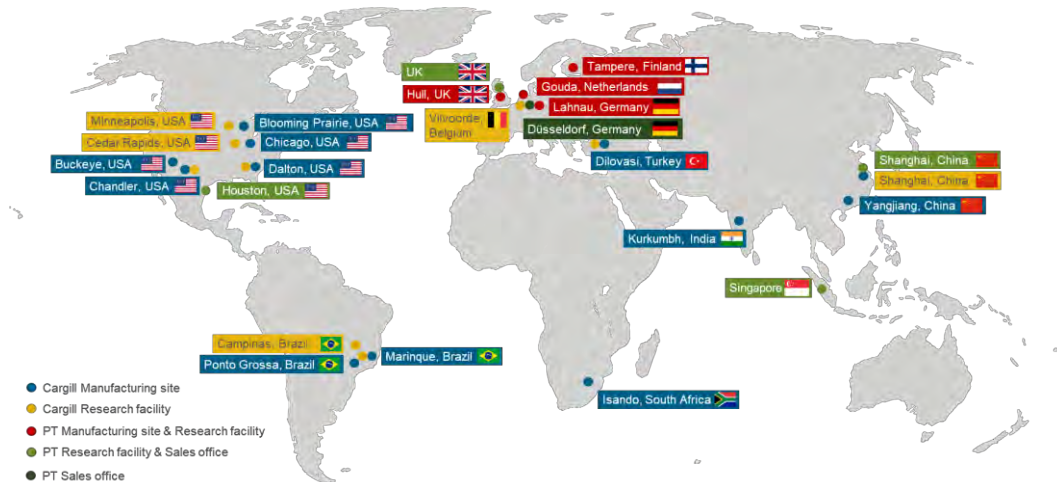 UK
Tampere, Finland
Hull, UK
Gouda, Netherlands
Lahnau, Germany
Minneapolis, USA
Blooming Prairie, USA
Vilvoorde,
Belgium
Düsseldorf, Germany
Cedar Rapids, USA
Chicago, USA
Buckeye, USA
Dalton, USA
Dilovasi, Turkey
Shanghai, China
Chandler, USA
Houston, USA
Shanghai, China
Yangjiang, China
Kurkumbh, India
Singapore
Campinas, Brazil
Ponto Grossa, Brazil
Marinque, Brazil
Isando, South Africa
Cargill Manufacturing site
Cargill Research facility
PT Manufacturing site & Research facility
PT Research facility & Sales office
PT Sales office